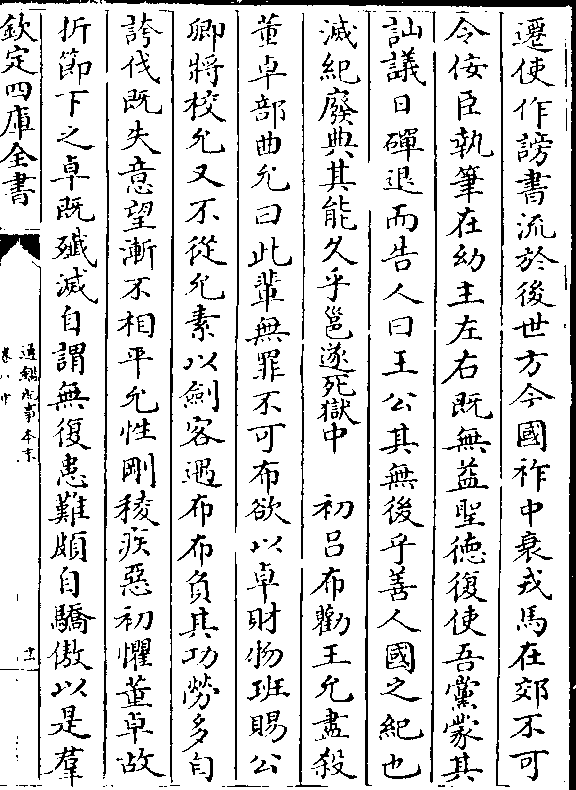 遷使作謗書流於後世方今國祚中衰戎馬在郊不可
令佞臣執筆在幼主左右既無益聖德復使吾黨蒙其
訕議日磾退而告人曰王公其無後乎善人國之紀也
滅紀廢典其能久乎邕遂死獄中　初呂布勸王允盡殺
董卓部曲允曰此輩無罪不可布欲以卓財物班賜公
卿將校允又不從允素以劍客遇布布負其功勞多自
誇伐既失意望漸不相平允性剛稜疾惡初懼董卓故
折節下之卓既殲滅自謂無復患難頗自驕傲以是羣
欽定四庫全書
通鑑紀事本末
卷八中
十一